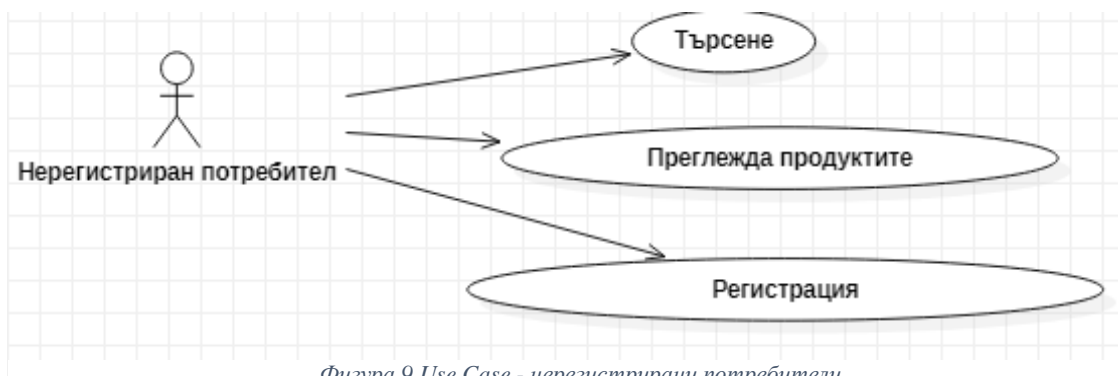 Търсене
Преглежда продуктите
Нерегистриран потребител
Регистрация
Фигура 9 Use Case - нерегистрирани потребители